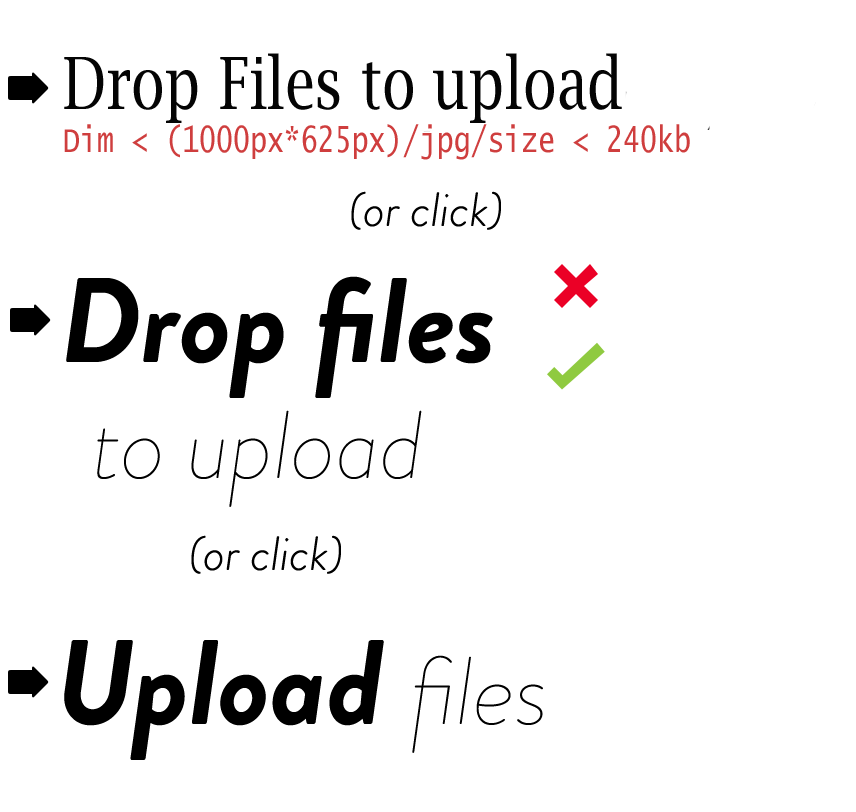 Drop Files to upload
Dim < (1000px*625px)/jpg/size < 240kb
(or click)
Drop files
to upload
(or click)
Upload files